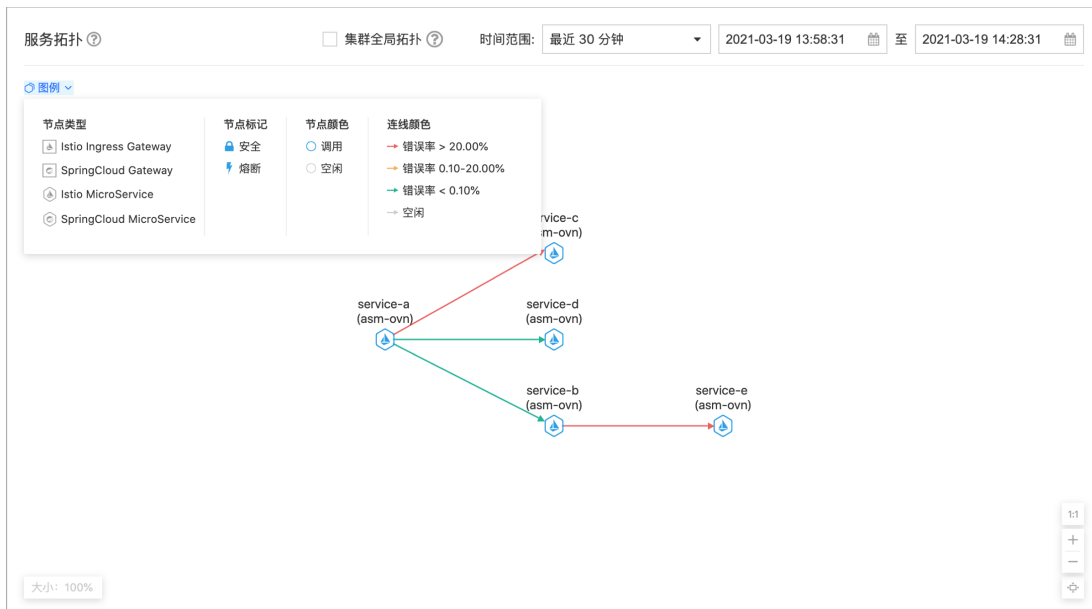 服务拓扑
集群全局拓扑
时间范围:
最近 30 分钟
2021-03-19 13:58:31
至
2021-03-19 14:28:31
图例
节点类型
Istio Ingress Gateway
SpringCloud Gateway
Istio MicroService
SpringCloud MicroService
节点标记
安全
熔断
节点颜色
调用
空闲
连线颜色
错误率 > 20.00%
错误率 0.10-20.00%
错误率 < 0.10%
空闲
rvice-c
m-ovn)
service-a
(asm-ovn)
service-d
(asm-ovn)
service-b
(asm-ovn)
service-e
(asm-ovn)
1:1
大小: 100%